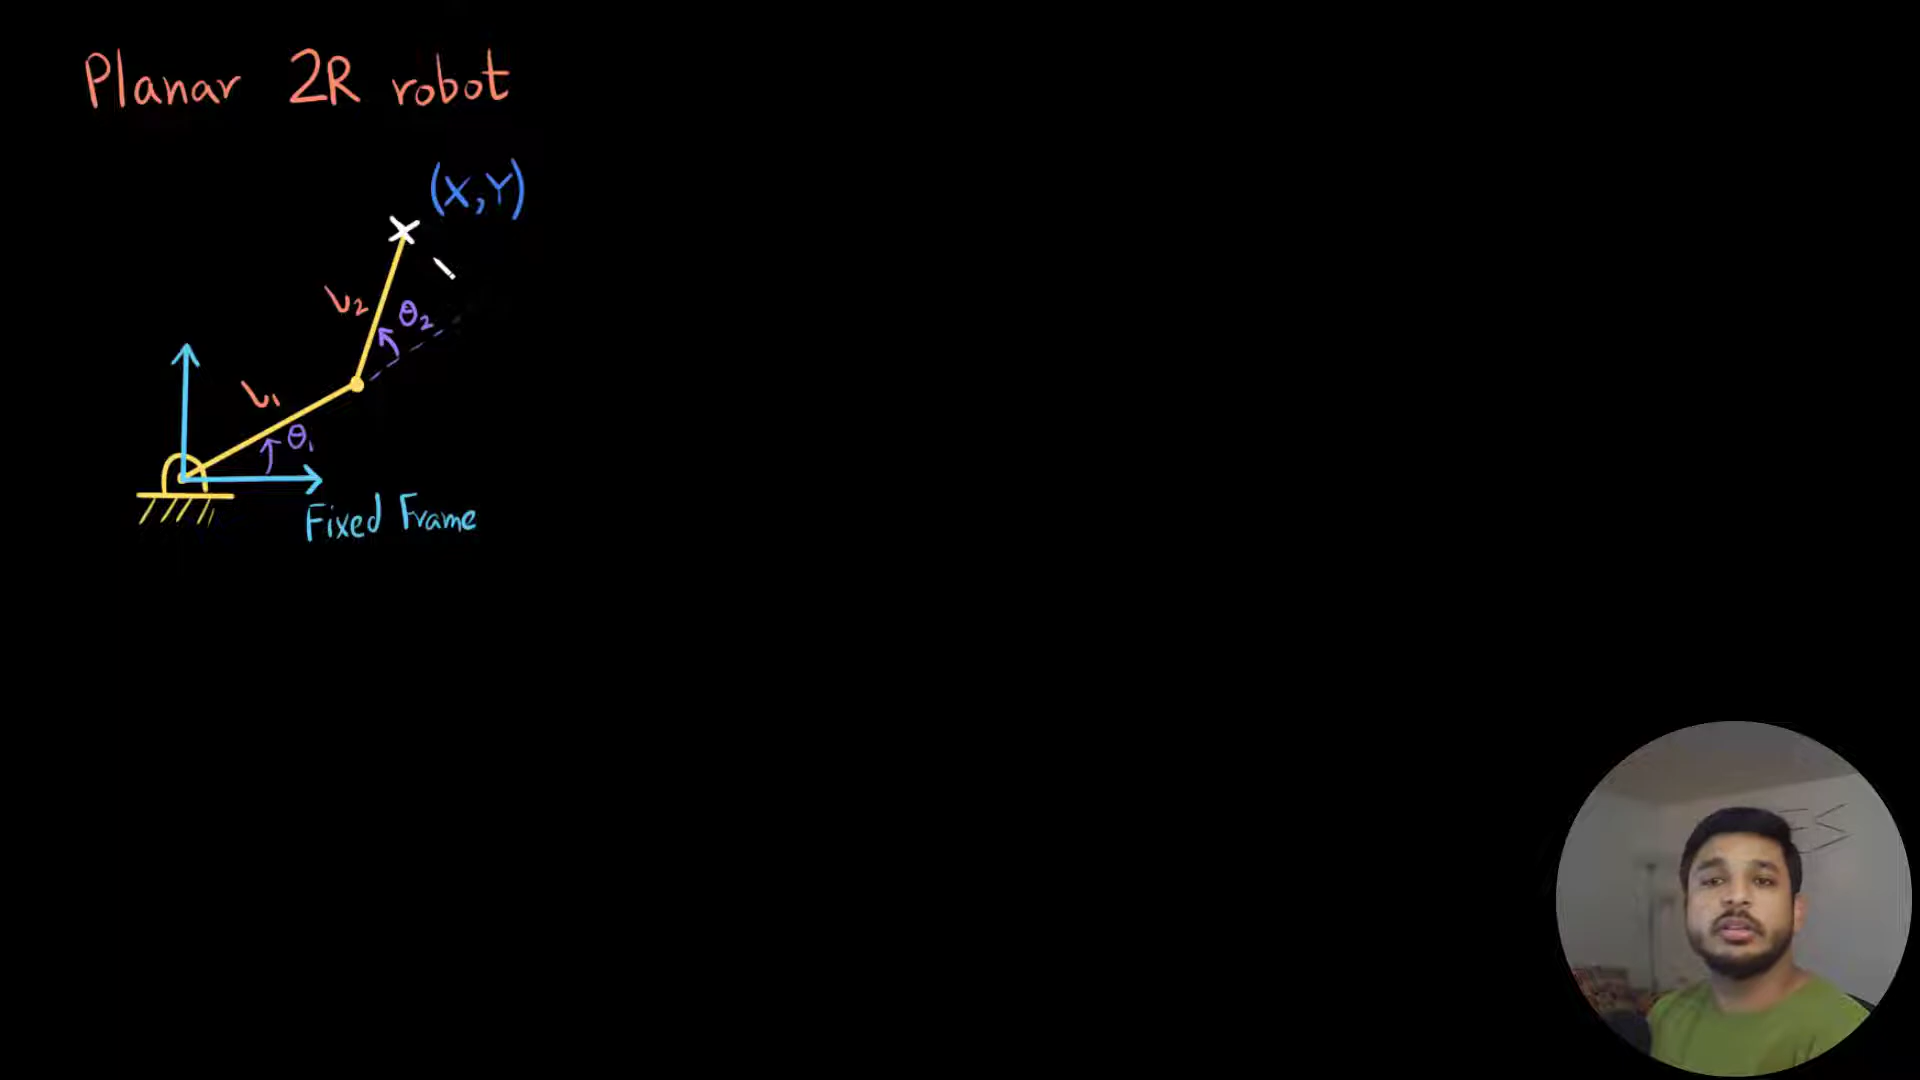 Planar 2R robot
(X,Y)
L2
θ2
L1
θ1
Fixed Frame